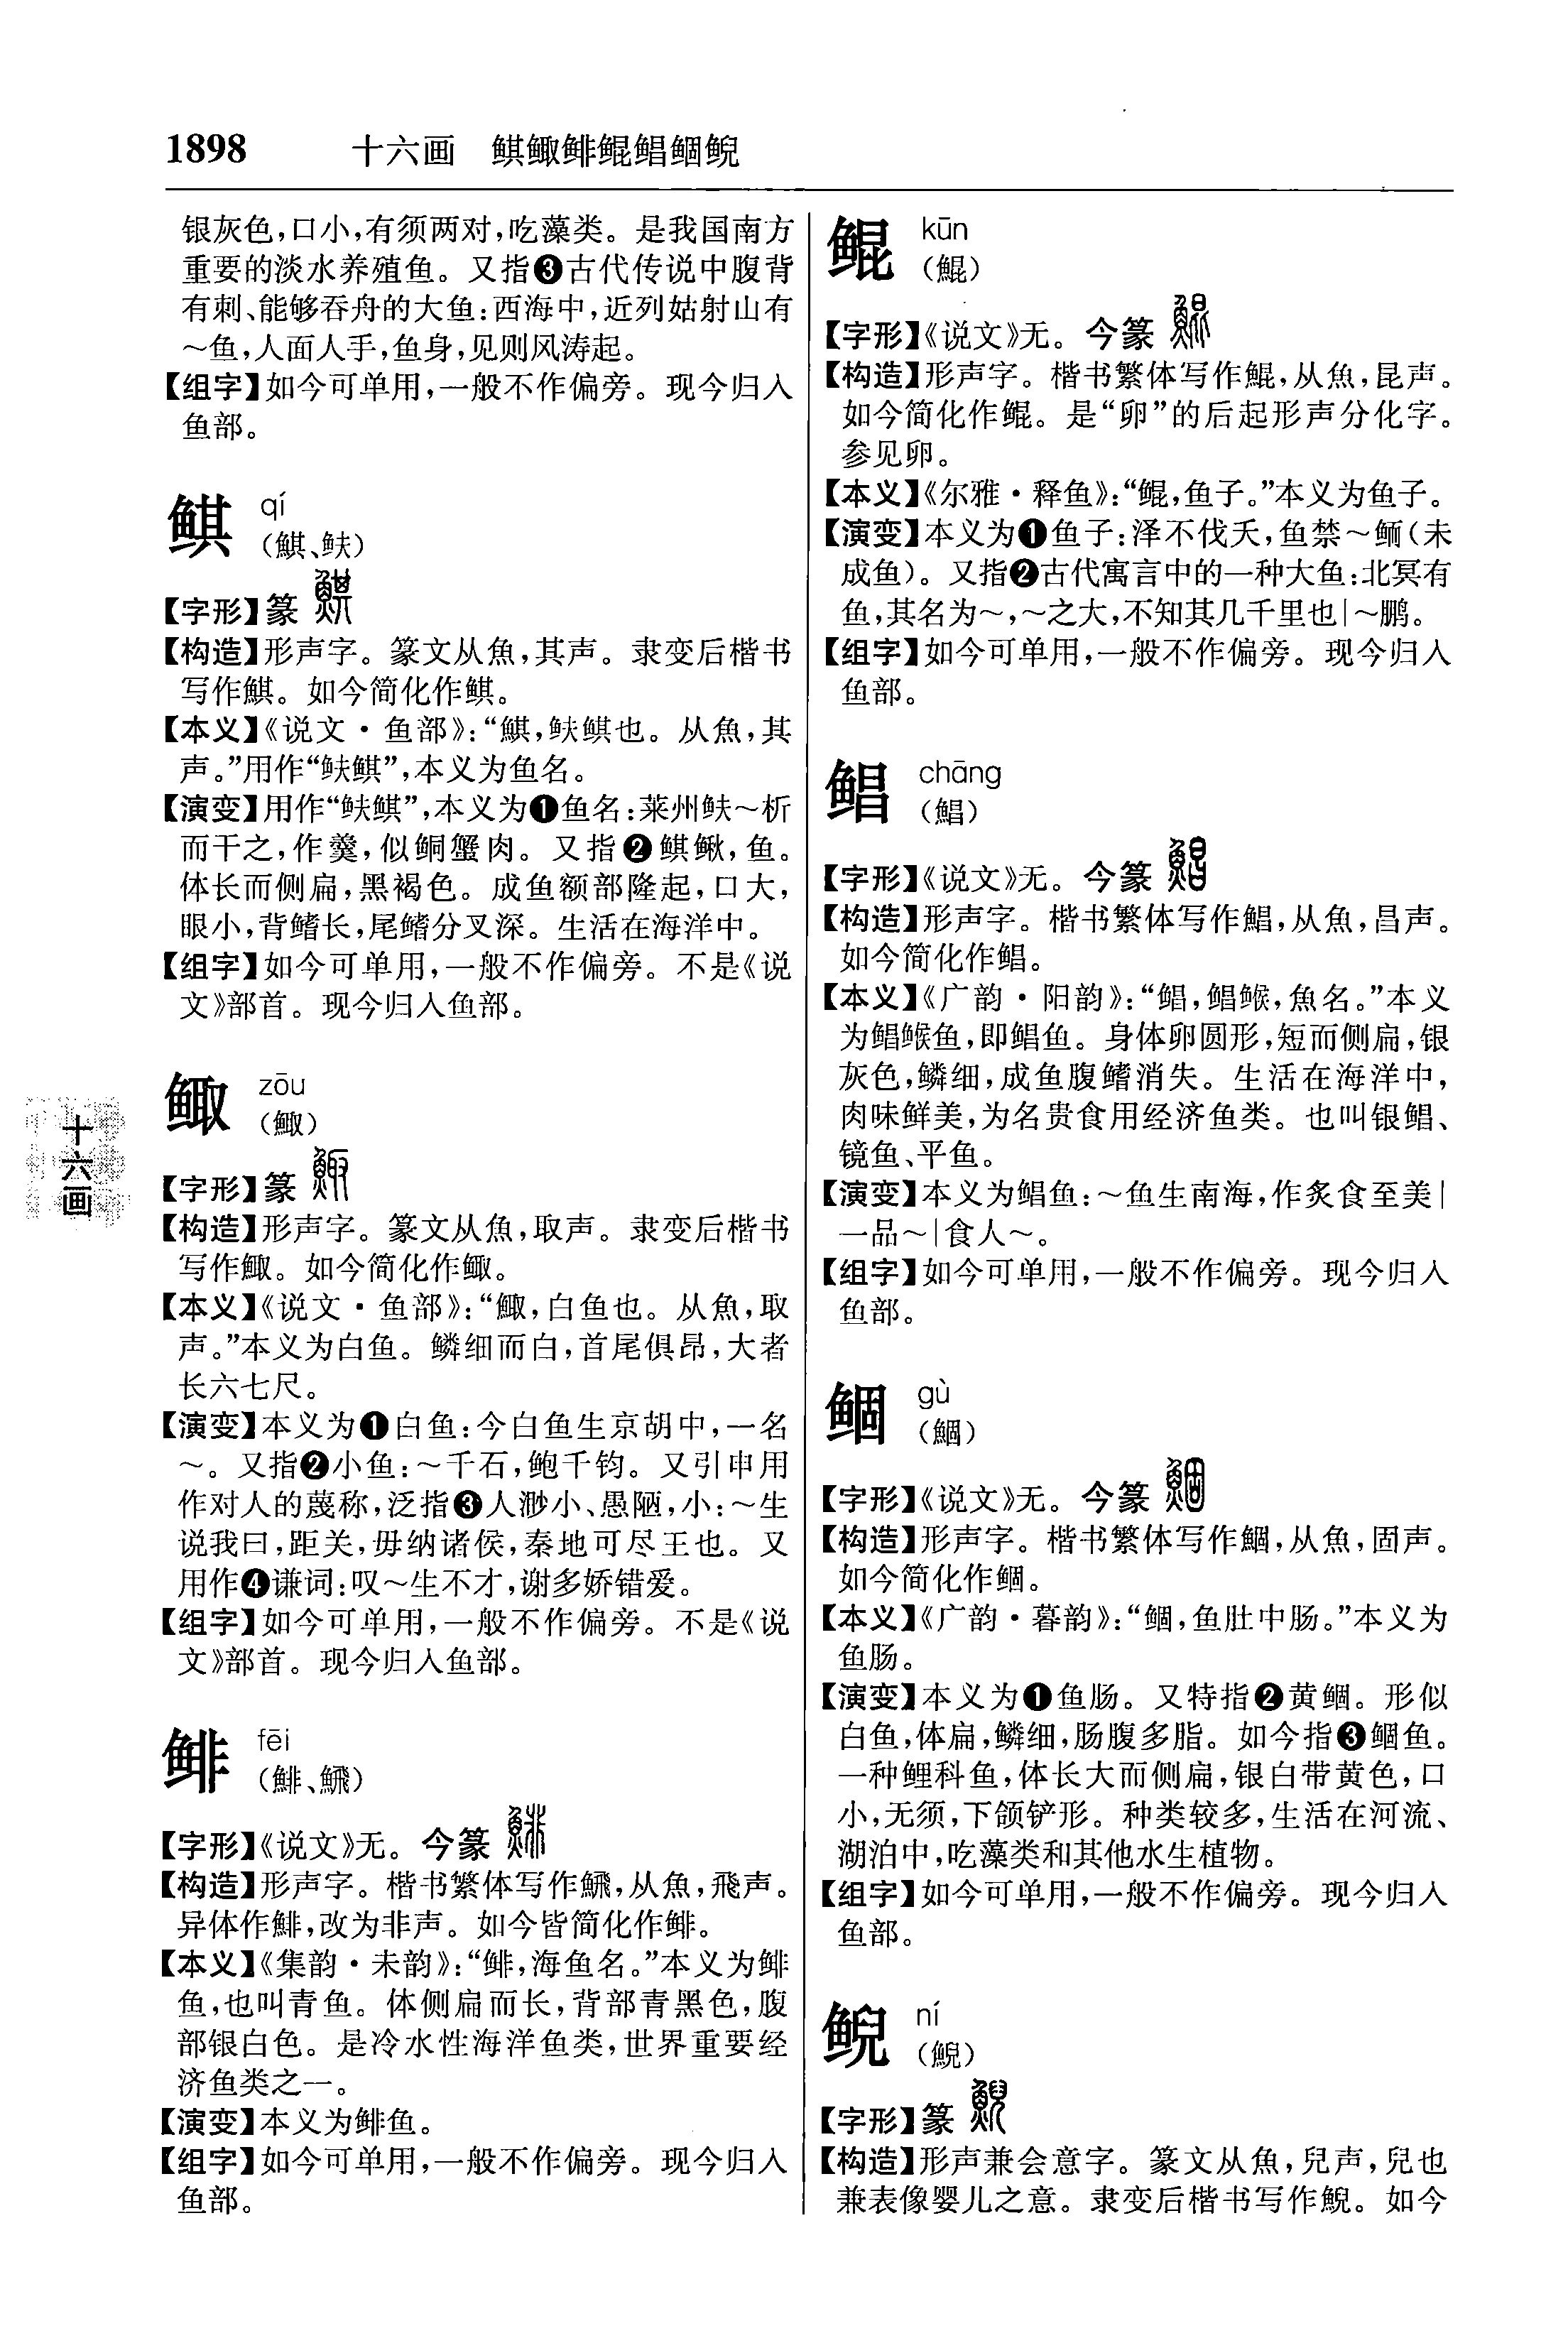 1898 十六画 鲯鲰鲱鲲鲳鲴鲵
银灰色,口小,有须两对,吃藻类。是我国南方
重要的淡水养殖鱼。又指❸古代传说中腹背
有刺、能够吞舟的大鱼:西海中,近列姑射山有
～鱼,人面人手,鱼身,见则风涛起。
【组字】如今可单用,一般不作偏旁。现今归入
鱼部。
鲯 qí
(鯕、𫚉)
【字形】篆
【构造】形声字。篆文从魚,其声。隶变后楷书
写作鯕。如今简化作鲯。
【本义】《说文·鱼部》:“鯕,𫚉鲯也。从魚,其
声。”用作“𫚉鲯”,本义为鱼名。
【演变】用作“𫚉鲯”,本义为❶鱼名:莱州𫚉～析
而干之,作羹,似鲖蟹肉。又指❷鲯鳅,鱼。
体长而侧扁,黑褐色。成鱼额部隆起,口大,
眼小,背鳍长,尾鳍分叉深。生活在海洋中。
【组字】如今可单用,一般不作偏旁。不是《说
文》部首。现今归入鱼部。
鲰 zōu
(鯫)
【字形】篆
【构造】形声字。篆文从魚,取声。隶变后楷书
写作鯫。如今简化作鲰。
【本义】《说文·鱼部》:“鯫,白鱼也。从魚,取
声。”本义为白鱼。鳞细而白,首尾俱昂,大者
长六七尺。
【演变】本义为❶白鱼:今白鱼生京胡中,一名
～。又指❷小鱼:～千石,鲍千钧。又引申用
作对人的蔑称,泛指❸人渺小、愚陋,小:～生
说我曰,距关,毋纳诸侯,秦地可尽王也。又
用作❹谦词:叹～生不才,谢多娇错爱。
【组字】如今可单用,一般不作偏旁。不是《说
文》部首。现今归入鱼部。
鲱 fēi
(鯡、䬠)
【字形】《说文》无。今篆
【构造】形声字。楷书繁体写作,从魚,飛声。
异体作鯡,改为非声。如今皆简化作鲱。
【本义】《集韵·未韵》:“鲱,海鱼名。”本义为鲱
鱼,也叫青鱼。体侧扁而长,背部青黑色,腹
部银白色。是冷水性海洋鱼类,世界重要经
济鱼类之一。
【演变】本义为鲱鱼。
【组字】如今可单用,一般不作偏旁。现今归入
鱼部。
十六画
鲲 kūn
(鯤)
【字形】《说文》无。今篆
【构造】形声字。楷书繁体写作鯤,从魚,昆声。
如今简化作鲲。是“卵”的后起形声分化字。
参见卵。
【本义】《尔雅·释鱼》:“鲲,鱼子。”本义为鱼子。
【演变】本义为❶鱼子:泽不伐夭,鱼禁～鲕(未
成鱼)。又指❷古代寓言中的一种大鱼:北冥有
鱼,其名为～,～之大,不知其几千里也|～鹏。
【组字】如今可单用,一般不作偏旁。现今归入
鱼部。
鲳 chāng
(鯧)
【字形】《说文》无。今篆
【构造】形声字。楷书繁体写作鯧,从魚,昌声。
如今简化作鲳。
【本义】《广韵·阳韵》:“鲳,鲳鯸,魚名。”本义
为鲳鯸鱼,即鲳鱼。身体卵圆形,短而侧扁,银
灰色,鳞细,成鱼腹鳍消失。生活在海洋中,
肉味鲜美,为名贵食用经济鱼类。也叫银鲳、
镜鱼、平鱼。
【演变】本义为鲳鱼:～鱼生南海,作炙食至美|
一品～|食人～。
【组字】如今可单用,一般不作偏旁。现今归入
鱼部。
鲴 gù
(鯝)
【字形】《说文》无。今篆
【构造】形声字。楷书繁体写作鯝,从魚,固声。
如今简化作鲴。
【本义】《广韵·暮韵》:“鲴,鱼肚中肠。”本义为
鱼肠。
【演变】本义为❶鱼肠。又特指❷黄鲴。形似
白鱼,体扁,鳞细,肠腹多脂。如今指❸鲴鱼。
一种鲤科鱼,体长大而侧扁,银白带黄色,口
小,无须,下颌铲形。种类较多,生活在河流、
湖泊中,吃藻类和其他水生植物。
【组字】如今可单用,一般不作偏旁。现今归入
鱼部。
鲵 ní
(鯢)
【字形】篆
【构造】形声兼会意字。篆文从魚,兒声,兒也
兼表像婴儿之意。隶变后楷书写作鯢。如今